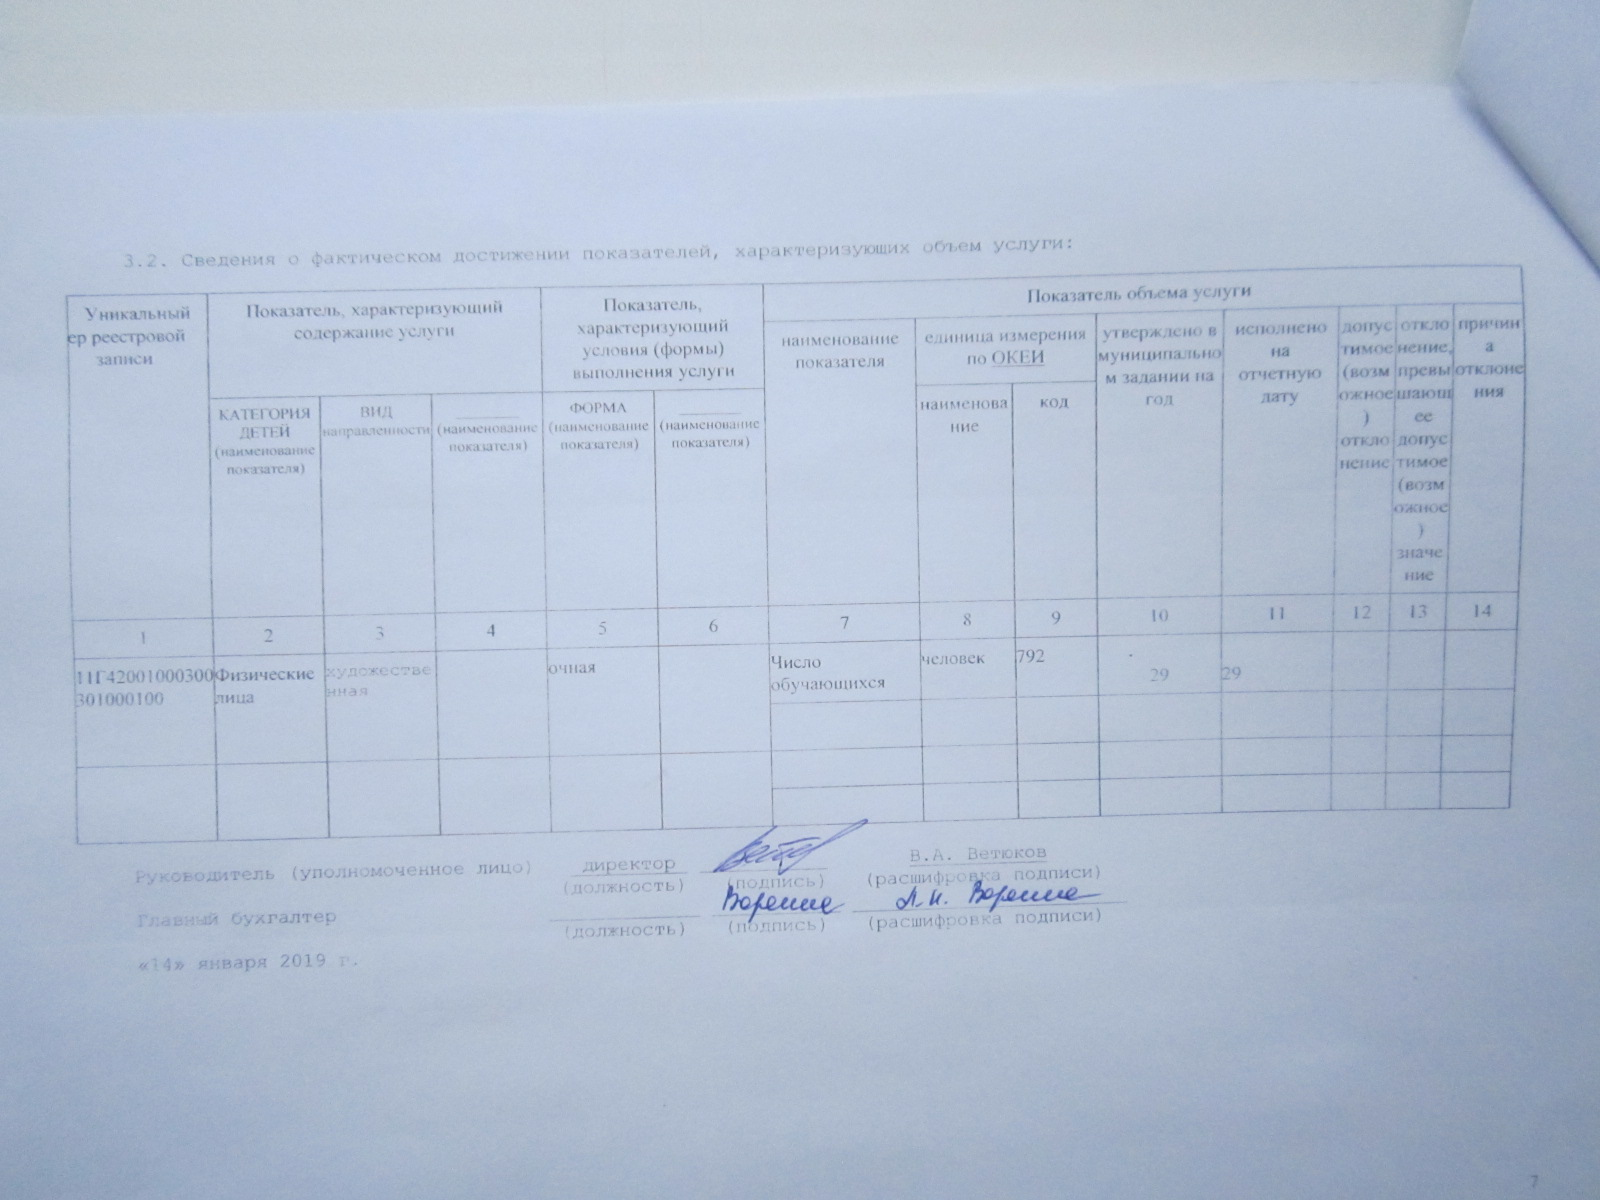 3.2. Сведения о фактическом достижении показателей, характеризующих объем услуги:
Уникальный
ер реестровой
записи
Показатель, характеризующий
содержание услуги
Показатель,
характеризующий
условия (формы)
выполнения услуги
Показатель объема услуги
наименование
показателя
единица измерения
по ОКЕИ
утверждено в
муниципально
м задании на
год
исполнено
на
отчетную
дату
допус
тимое
(возм
ожное
)
откло
нение
откло
нение,
превы
шающ
ее
допус
тимое
(возм
ожное
)
значе
ние
причин
а
отклоне
ния
КАТЕГОРИЯ
ДЕТЕЙ
(наименование
показателя)
ВИД
направленности
(наименование
показателя)
ФОРМА
(наименование
показателя)
(наименование
показателя)
наименова
ние
код
1 2 3 4 5 6 7 8 9 10 11 12 13 14
11Г42001000300
301000100
Физические
лица
художестве
нная
очная
Число
обучающихся
человек
792
29
29
Руководитель (уполномоченное лицо) директор В.А. Ветюков
(должность) (подпись) (расшифровка подписи)
Главный бухгалтер
(должность) (подпись) (расшифровка подписи)
«14» января 2019 г.
7